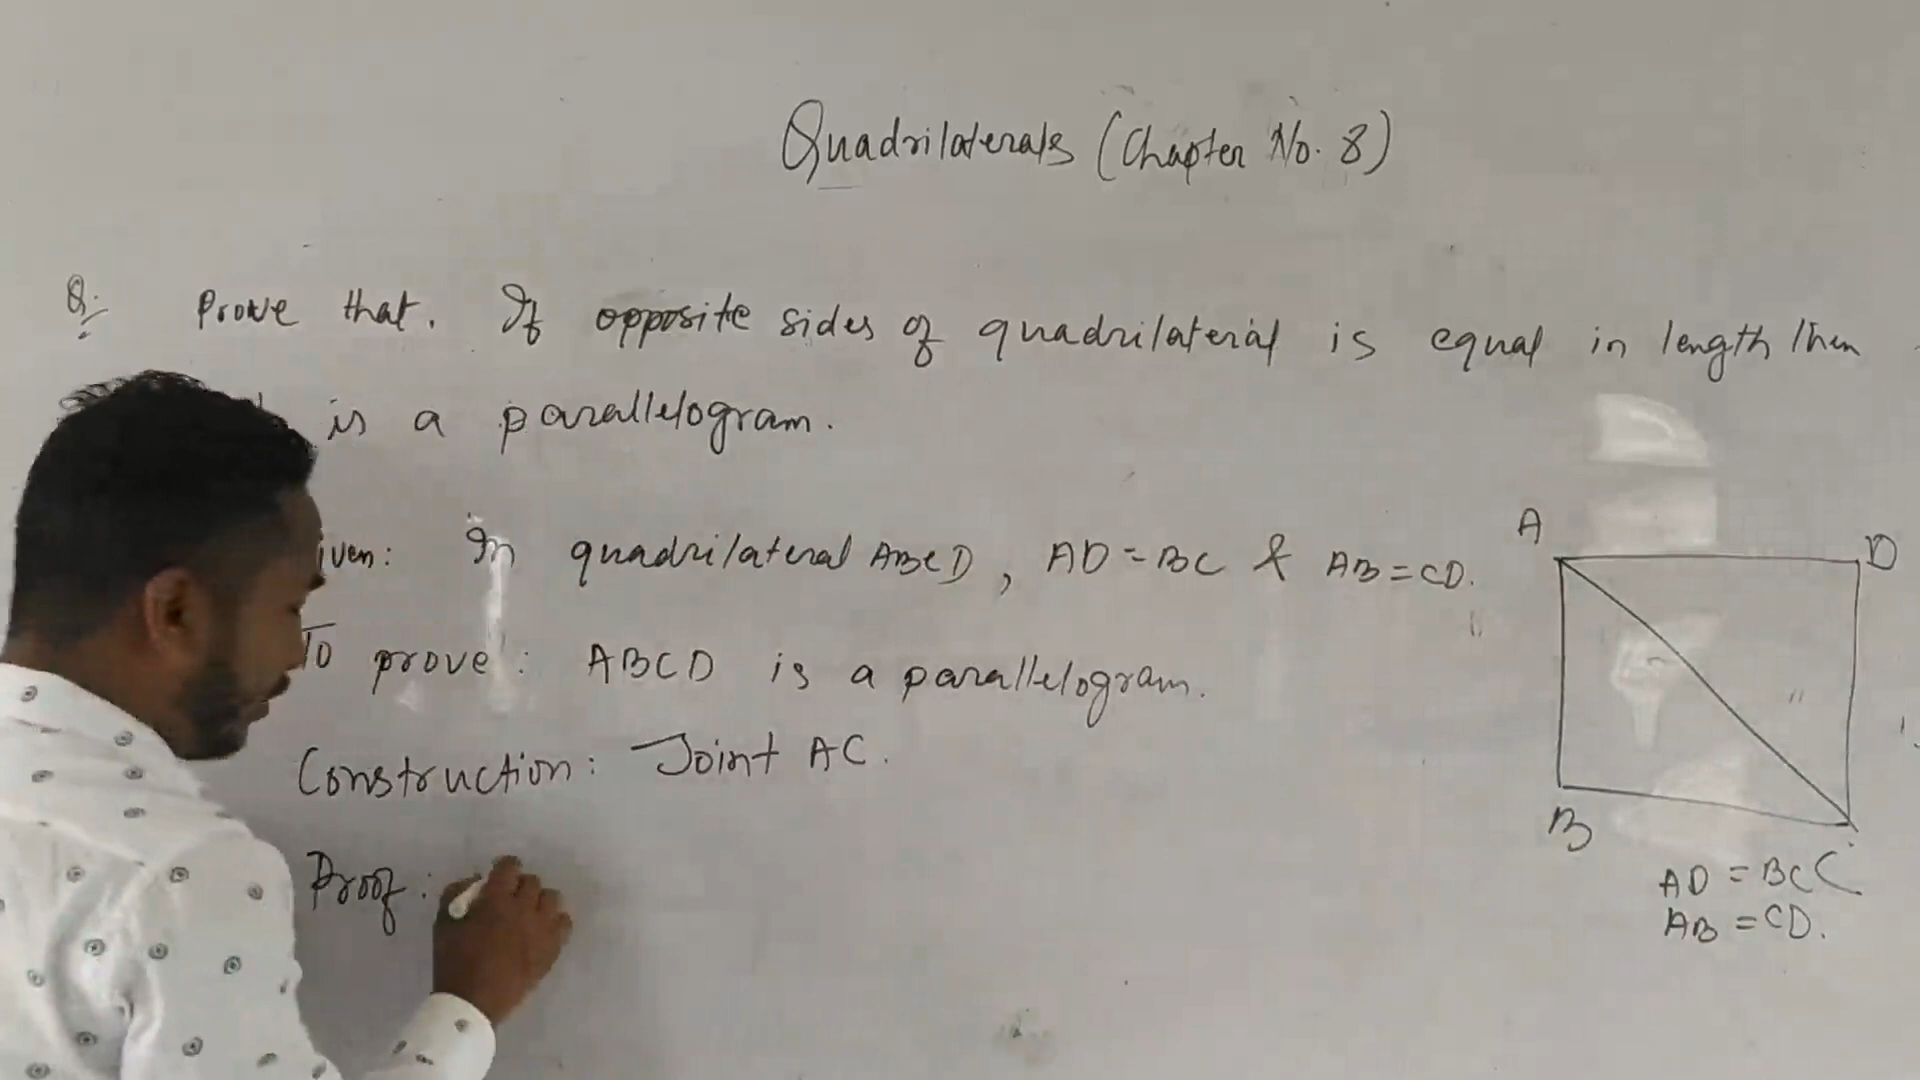 Quadrilaterals (Chapter No. 8)
Q:- Prove that. If opposite sides of quadrilateral is equal in length then
is a parallelogram.
iven: In quadrilateral ABCD, AD = BC & AB = CD.
To prove: ABCD is a parallelogram.
Construction: Joint AC.
Proof:
A
D
B
C
AD = BC
AB = CD.